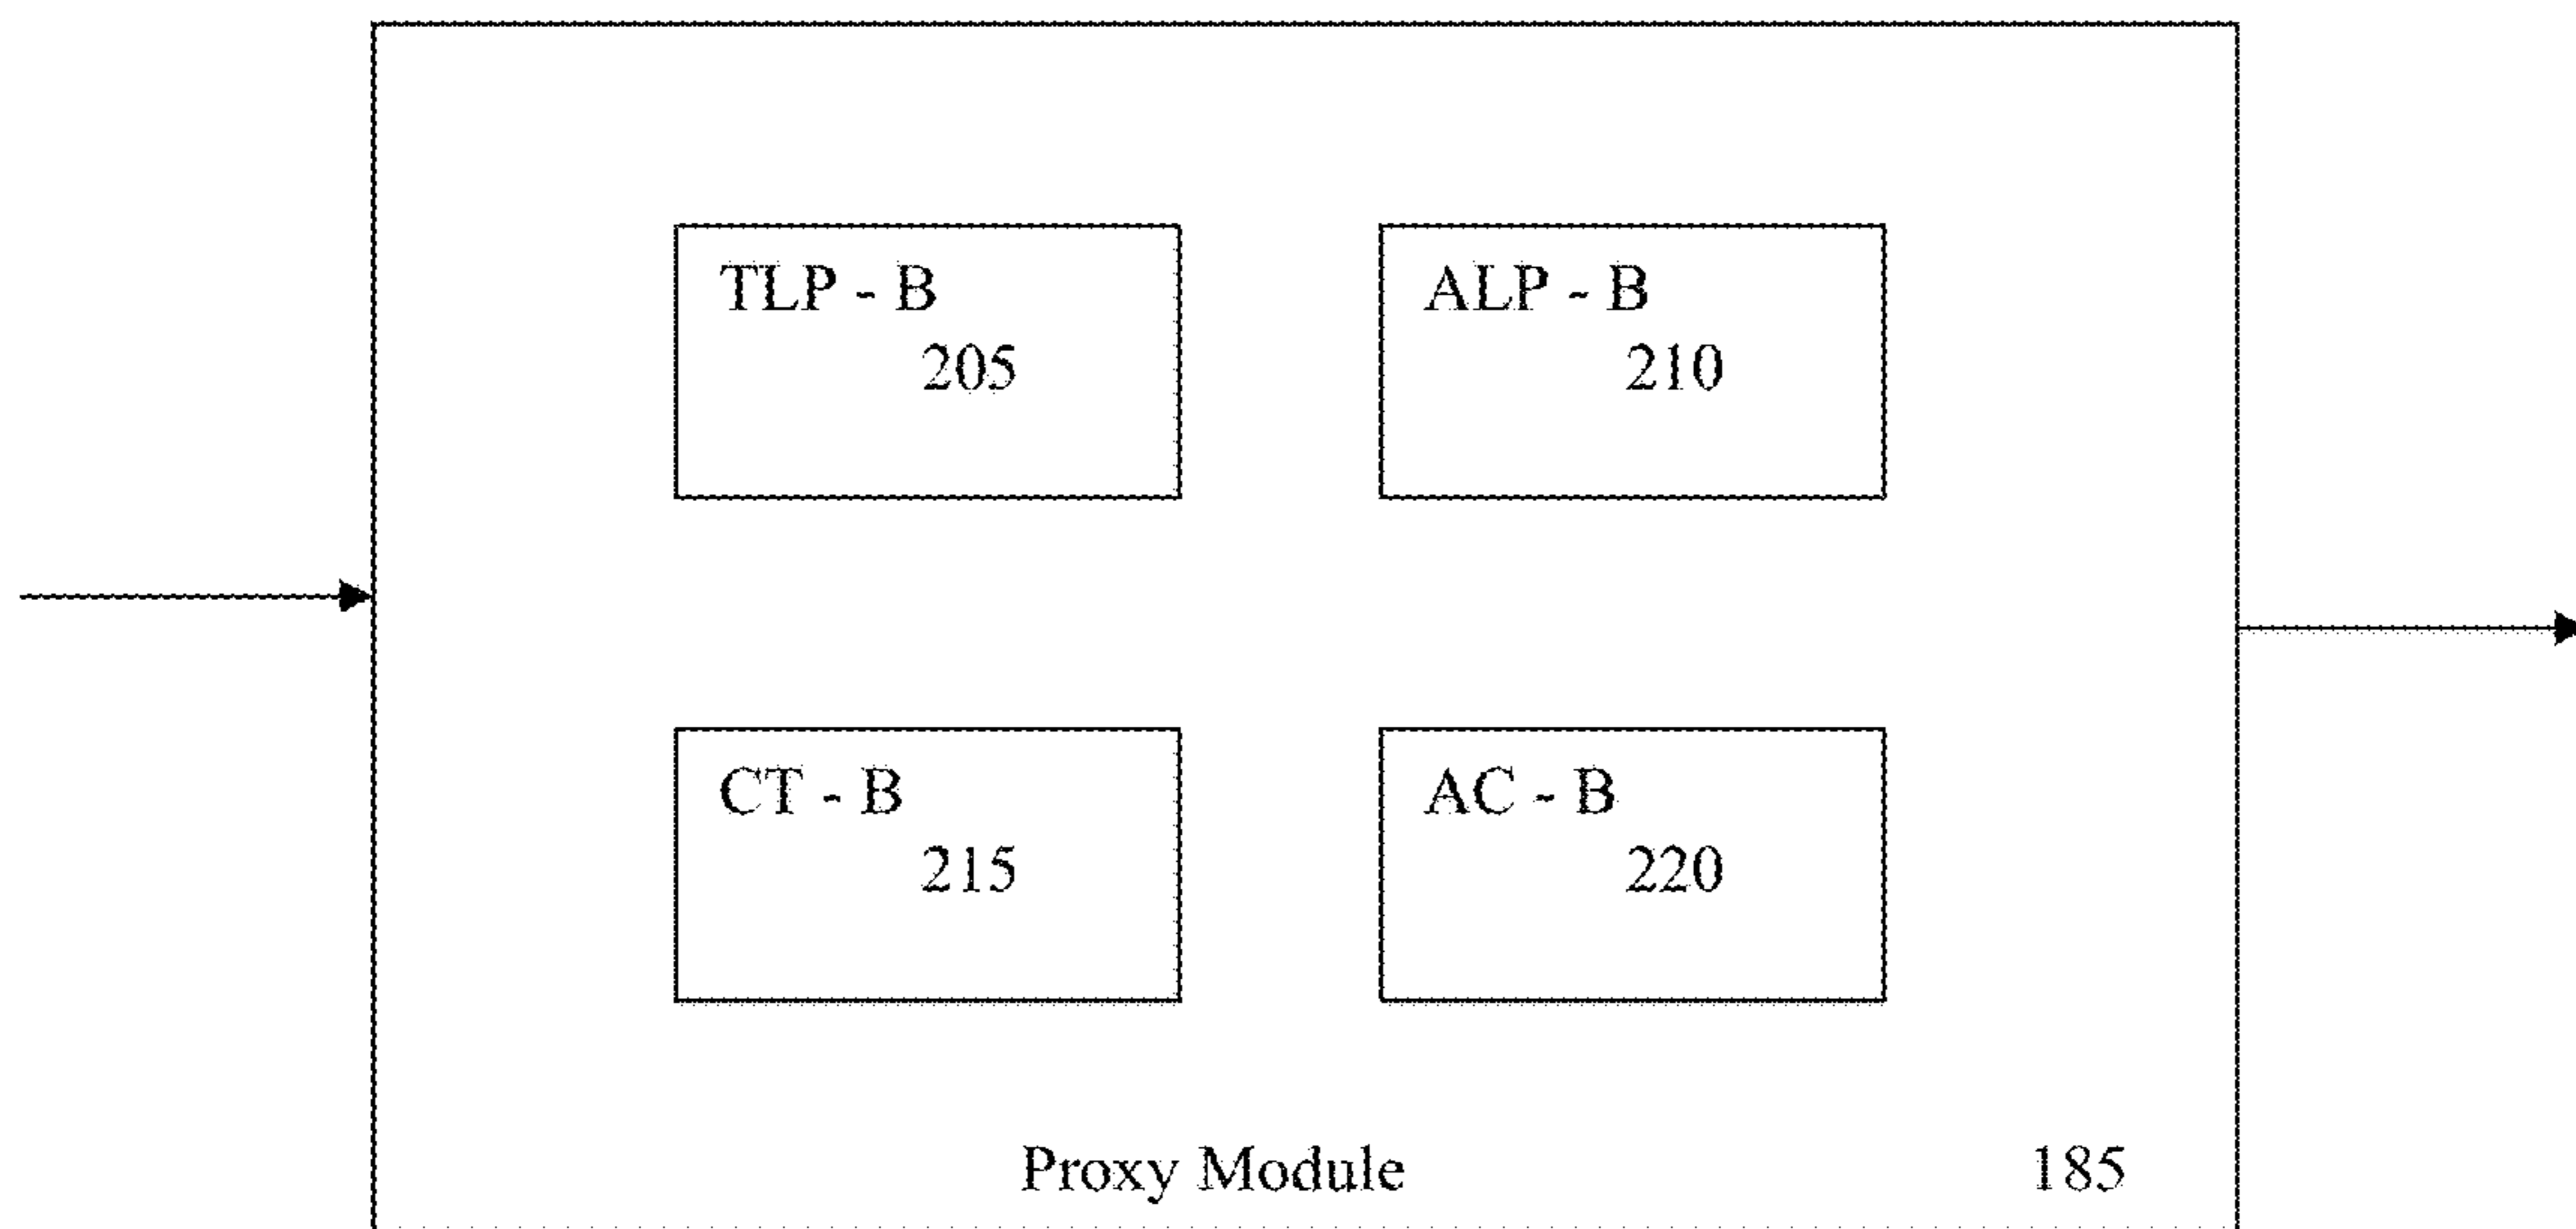 TLP - B
205
ALP - B
210
CT - B
215
AC - B
220
Proxy Module
185